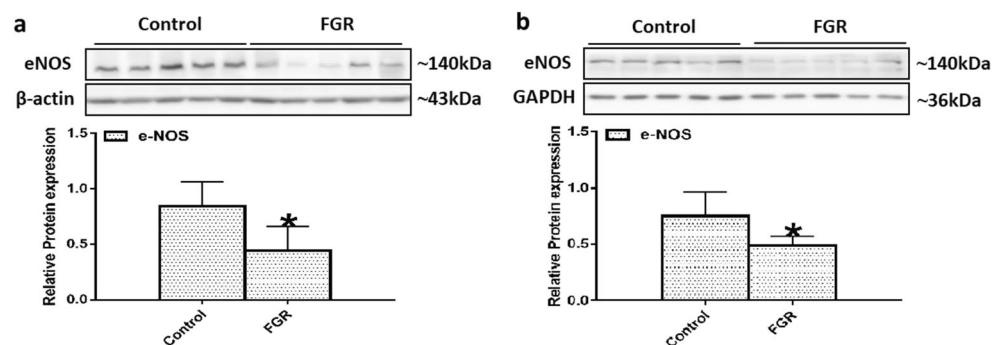 a
Control
FGR
eNOS
~140kDa
β-actin
~43kDa
Relative Protein expression
1.5
1.0
0.5
0.0
e-NOS
*
Control
FGR
b
Control
FGR
eNOS
~140kDa
GAPDH
~36kDa
Relative Protein expression
1.5
1.0
0.5
0.0
e-NOS
*
Control
FGR